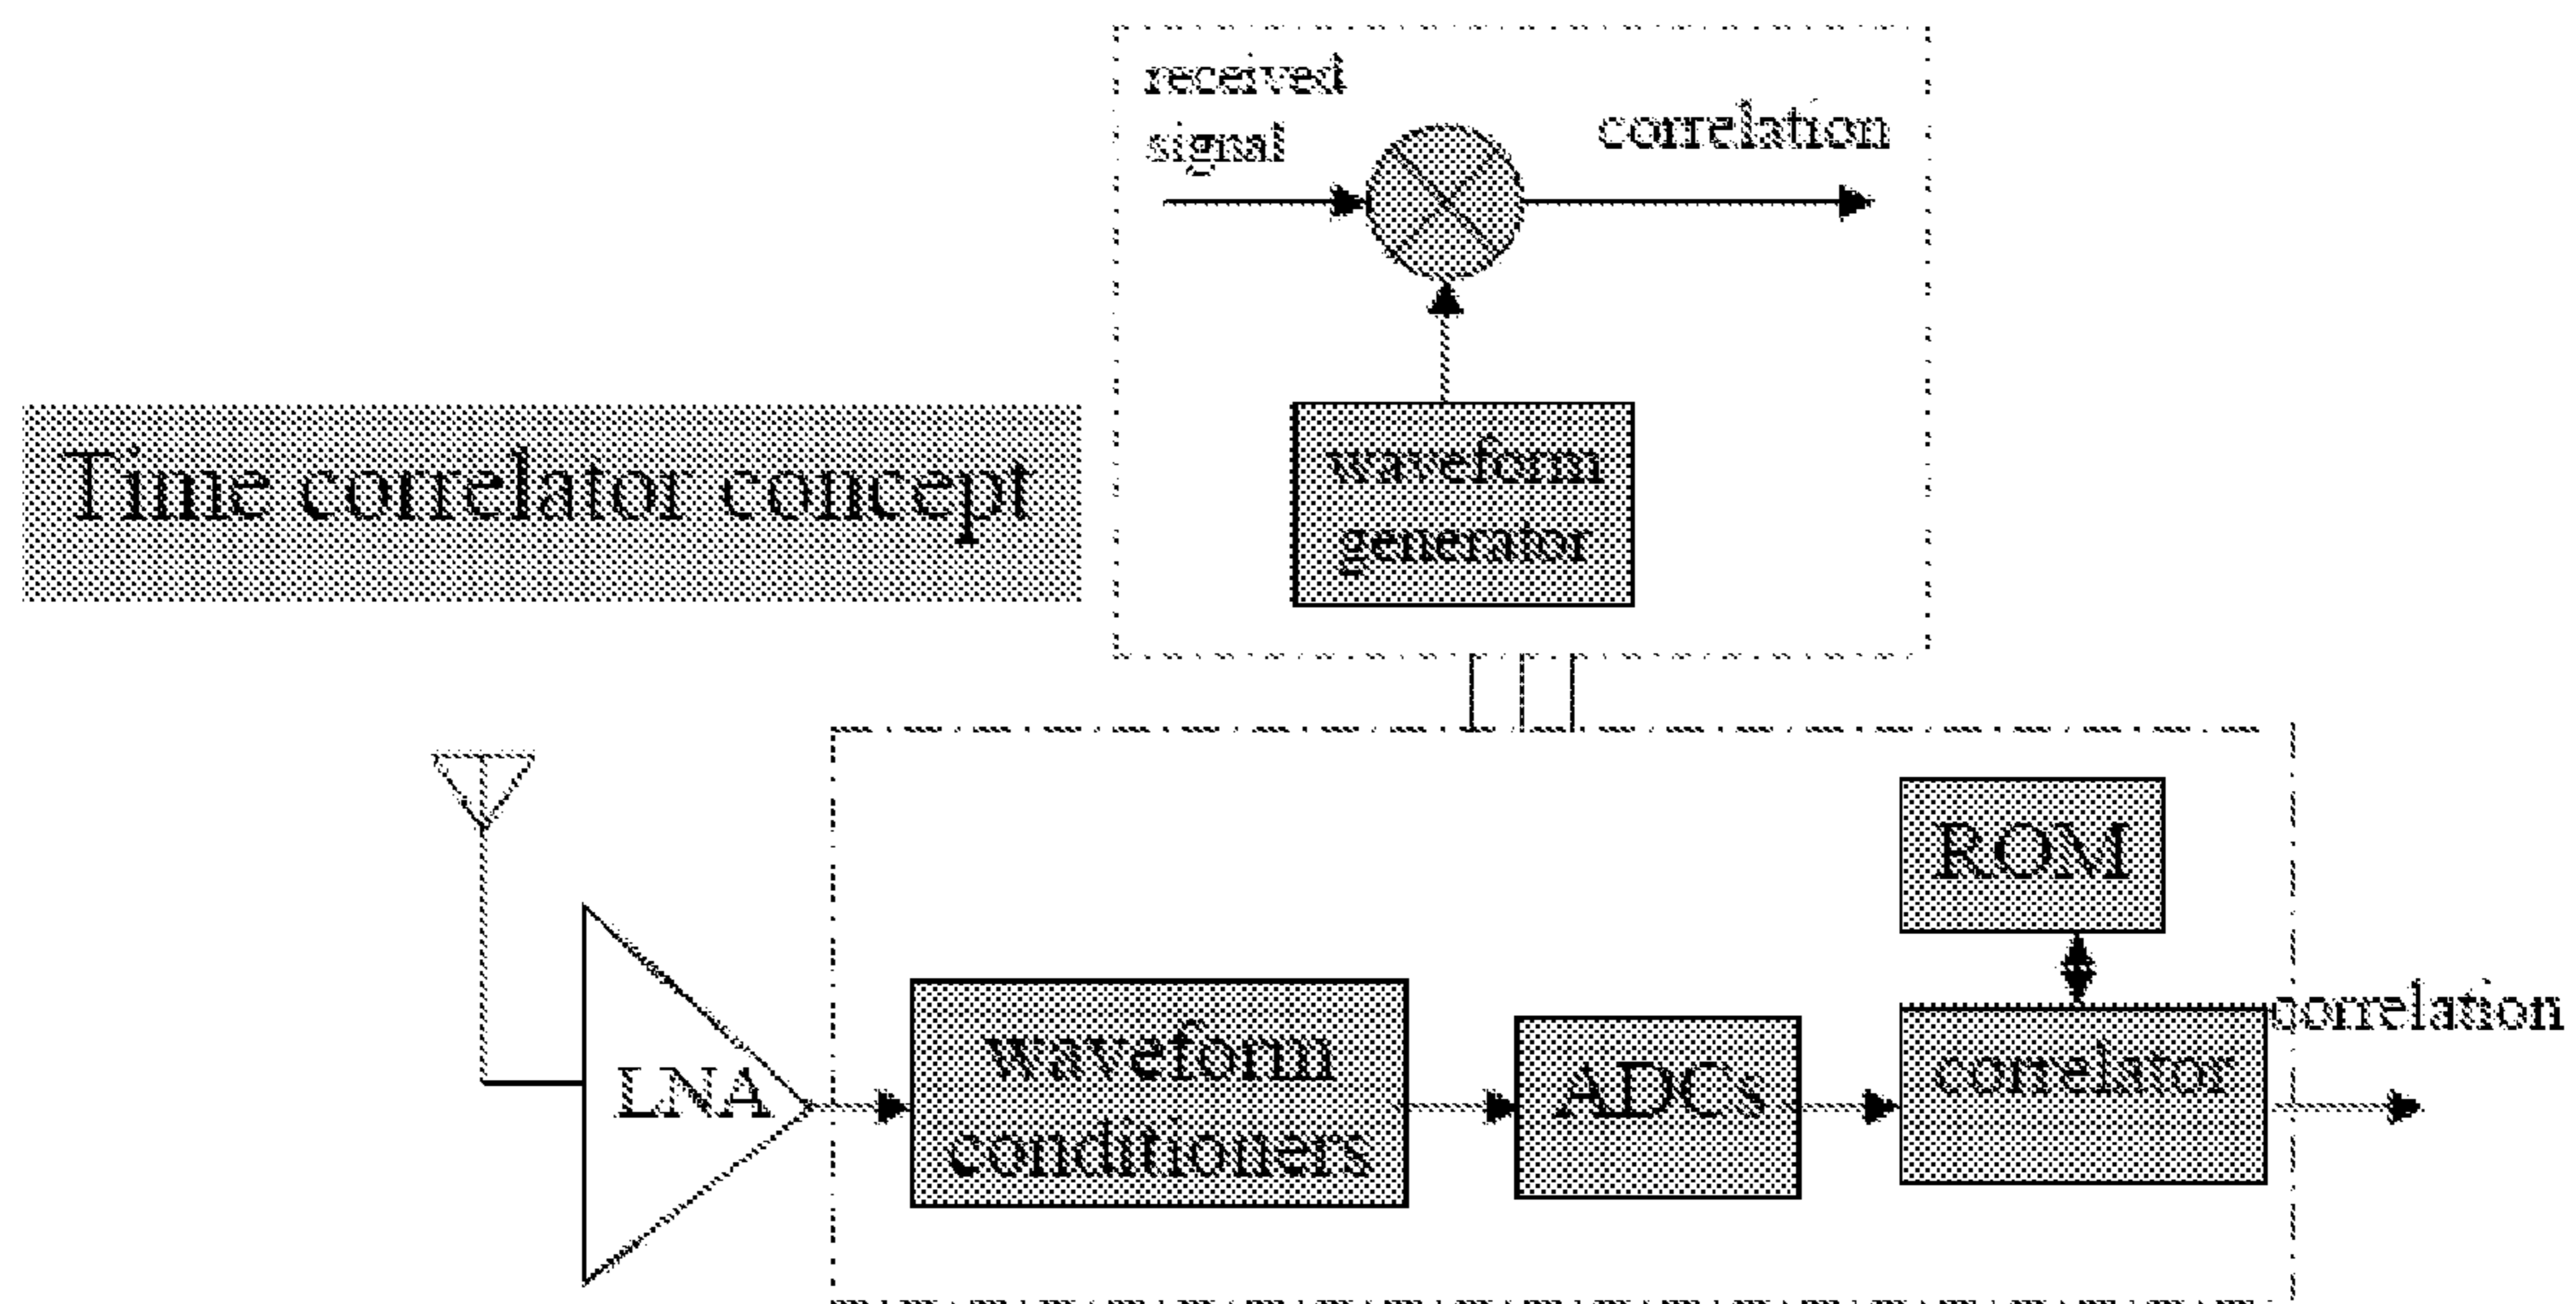 received
signal
correlation
waveform
generator
Time correlator concept
ROM
LNA
waveform
conditioners
ADCs
correlator
correlation